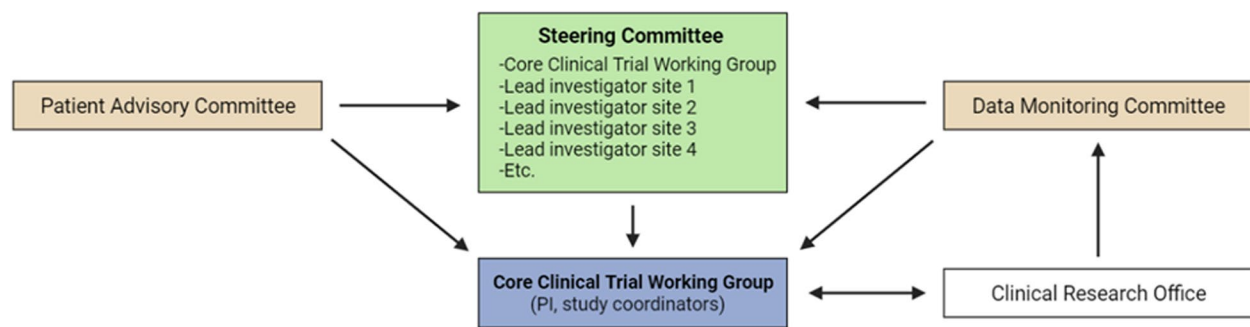 Steering Committee
-Core Clinical Trial Working Group
-Lead investigator site 1
-Lead investigator site 2
-Lead investigator site 3
-Lead investigator site 4
-Etc.
Patient Advisory Committee
Data Monitoring Committee
Core Clinical Trial Working Group
(PI, study coordinators)
Clinical Research Office